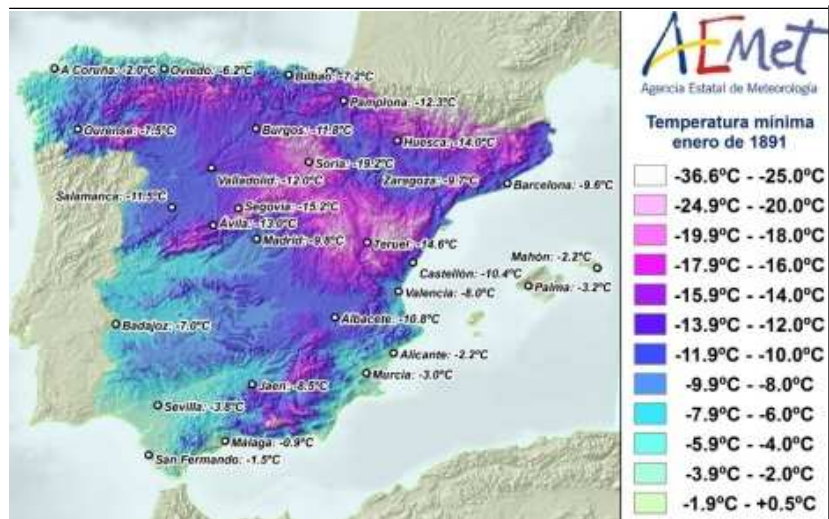 A Coruña: -2.0ºC
Oviedo: -6.2ºC
Bilbao: -7.2ºC
Pamplona: -12.3ºC
Ourense: -7.5ºC
Burgos: -11.8ºC
Huesca: -14.0ºC
Soria: -19.2ºC
Valladolid: -12.0ºC
Zaragoza: -9.7ºC
Barcelona: -9.6ºC
Salamanca: -11.5ºC
Segovia: -15.2ºC
Ávila: -13.0ºC
Madrid: -9.8ºC
Teruel: -14.6ºC
Mahón: -2.2ºC
Castellón: -10.4ºC
Palma: -3.2ºC
Valencia: -8.0ºC
Badajoz: -7.0ºC
Albacete: -10.8ºC
Alicante: -2.2ºC
Murcia: -3.0ºC
Jaén: -8.5ºC
Sevilla: -3.8ºC
Málaga: -0.9ºC
San Fernando: -1.5ºC
AEMet
Agencia Estatal de Meteorología
Temperatura mínima
enero de 1891
-36.6ºC - -25.0ºC
-24.9ºC - -20.0ºC
-19.9ºC - -18.0ºC
-17.9ºC - -16.0ºC
-15.9ºC - -14.0ºC
-13.9ºC - -12.0ºC
-11.9ºC - -10.0ºC
-9.9ºC - -8.0ºC
-7.9ºC - -6.0ºC
-5.9ºC - -4.0ºC
-3.9ºC - -2.0ºC
-1.9ºC - +0.5ºC